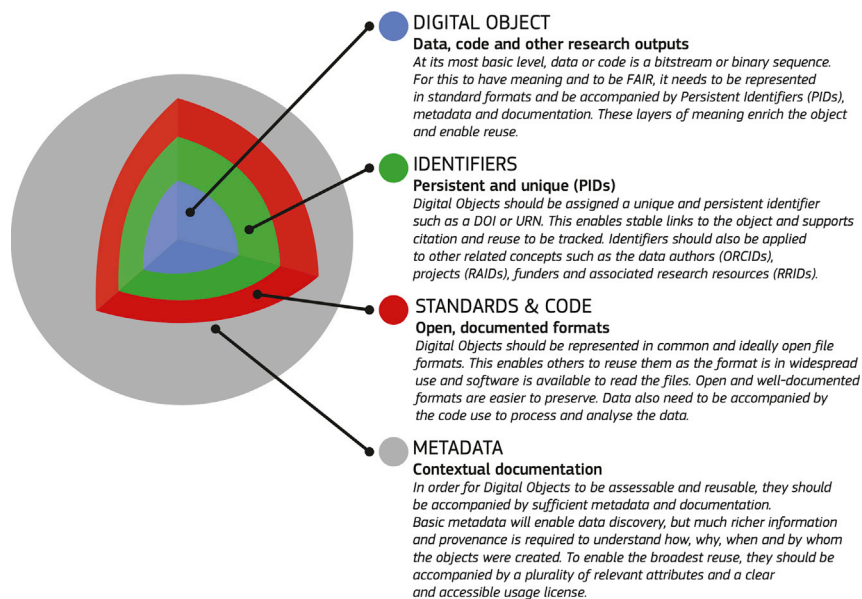 DIGITAL OBJECT
Data, code and other research outputs
At its most basic level, data or code is a bitstream or binary sequence.
For this to have meaning and to be FAIR, it needs to be represented
in standard formats and be accompanied by Persistent Identifiers (PIDs),
metadata and documentation. These layers of meaning enrich the object
and enable reuse.
IDENTIFIERS
Persistent and unique (PIDs)
Digital Objects should be assigned a unique and persistent identifier
such as a DOI or URN. This enables stable links to the object and supports
citation and reuse to be tracked. Identifiers should also be applied
to other related concepts such as the data authors (ORCIDs),
projects (RAIDs), funders and associated research resources (RRIDs).
STANDARDS & CODE
Open, documented formats
Digital Objects should be represented in common and ideally open file
formats. This enables others to reuse them as the format is in widespread
use and software is available to read the files. Open and well-documented
formats are easier to preserve. Data also need to be accompanied by
the code use to process and analyse the data.
METADATA
Contextual documentation
In order for Digital Objects to be assessable and reusable, they should
be accompanied by sufficient metadata and documentation.
Basic metadata will enable data discovery, but much richer information
and provenance is required to understand how, why, when and by whom
the objects were created. To enable the broadest reuse, they should be
accompanied by a plurality of relevant attributes and a clear
and accessible usage license.